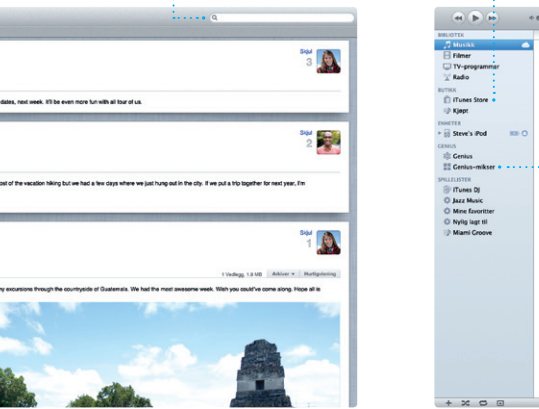 Skjul
3
dates, next week. It'll be even more fun with all four of us.
Skjul
2
ost of the vacation hiking but we had a few days where we just hung out in the city. If we put a trip together for next year, I'm
Skjul
1
1 Vedlegg, 1.8 MB Arkiver Hurtigvisning
ny excursions through the countryside of Guatemala. We had the most awesome week. Wish you could've come along. Hope all is
BIBLIOTEK
Musikk
Filmer
TV-programmer
Radio
BUTIKK
iTunes Store
Kjøpt
ENHETER
Steve's iPod
GENIUS
Genius
Genius-mikser
SPILLELISTER
iTunes DJ
Jazz Music
Mine favoritter
Nylig lagt til
Miami Groove